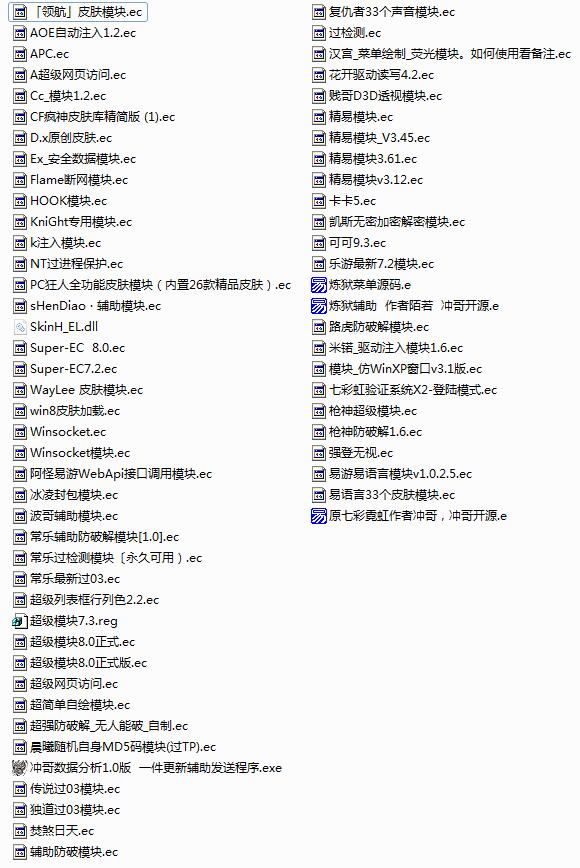 「领航」皮肤模块.ec
AOE自动注入1.2.ec
APC.ec
A超级网页访问.ec
Cc_模块1.2.ec
CF疯神皮肤库精简版 (1).ec
D.x原创皮肤.ec
Ex_安全数据模块.ec
Flame断网模块.ec
HOOK模块.ec
KniGht专用模块.ec
k注入模块.ec
NT过进程保护.ec
PC狂人全功能皮肤模块（内置26款精品皮肤）.ec
sHenDiao · 辅助模块.ec
SkinH_EL.dll
Super-EC 8.0.ec
Super-EC7.2.ec
WayLee 皮肤模块.ec
win8皮肤加载.ec
Winsocket.ec
Winsocket模块.ec
阿怪易游WebApi接口调用模块.ec
冰凌封包模块.ec
波哥辅助模块.ec
常乐辅助防破解模块[1.0].ec
常乐过检测模块〔永久可用）.ec
常乐最新过03.ec
超级列表框行列色2.2.ec
超级模块7.3.reg
超级模块8.0正式.ec
超级模块8.0正式版.ec
超级网页访问.ec
超简单自绘模块.ec
超强防破解_无人能破_自制.ec
晨曦随机自身MD5码模块(过TP).ec
冲哥数据分析1.0版 一件更新辅助发送程序.exe
传说过03模块.ec
独道过03模块.ec
焚煞日天.ec
辅助防破模块.ec
复仇者33个声音模块.ec
过检测.ec
汉宫_菜单绘制_荧光模块。如何使用看备注.ec
花开驱动读写4.2.ec
贱哥D3D透视模块.ec
精易模块.ec
精易模块_V3.45.ec
精易模块3.61.ec
精易模块v3.12.ec
卡卡5.ec
凯斯无密加密解密模块.ec
可可9.3.ec
乐游最新7.2模块.ec
炼狱菜单源码.e
炼狱辅助 作者陌若 冲哥开源.e
路虎防破解模块.ec
米诺_驱动注入模块1.6.ec
模块_仿WinXP窗口v3.1版.ec
七彩虹验证系统X2-登陆模式.ec
枪神超级模块.ec
枪神防破解1.6.ec
强登无视.ec
易游易语言模块v1.0.2.5.ec
易语言33个皮肤模块.ec
原七彩霓虹作者冲哥，冲哥开源.e